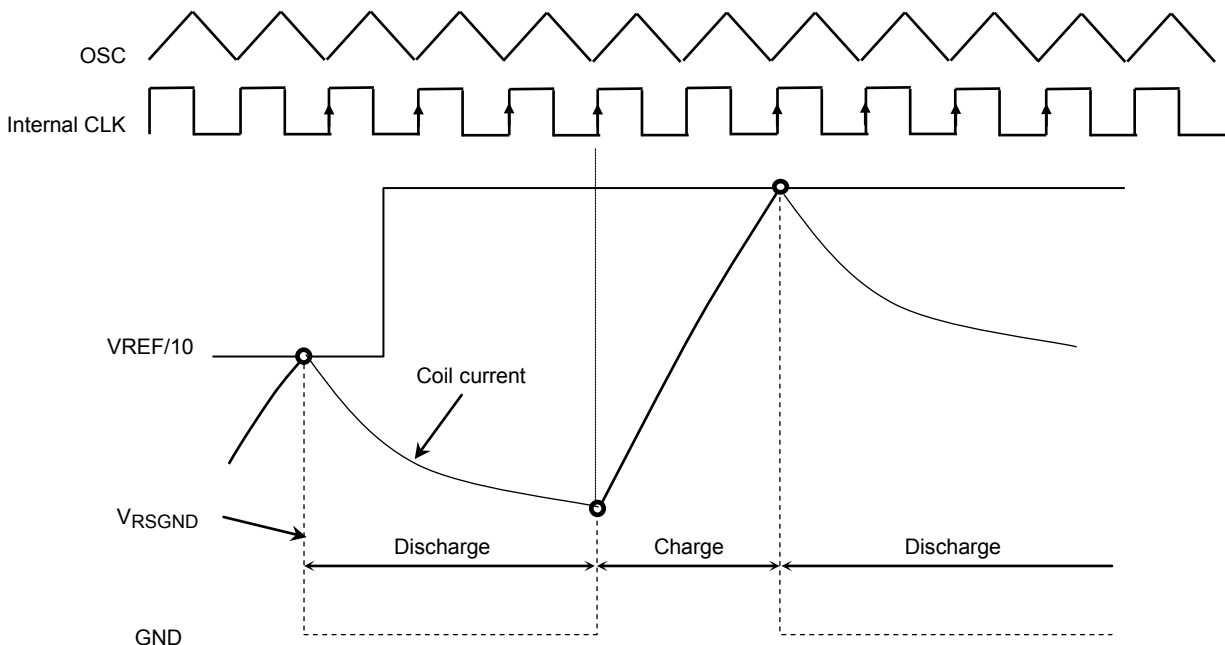 OSC
Internal CLK
VREF/10
Coil current
VRSGND
Discharge
Charge
Discharge
GND